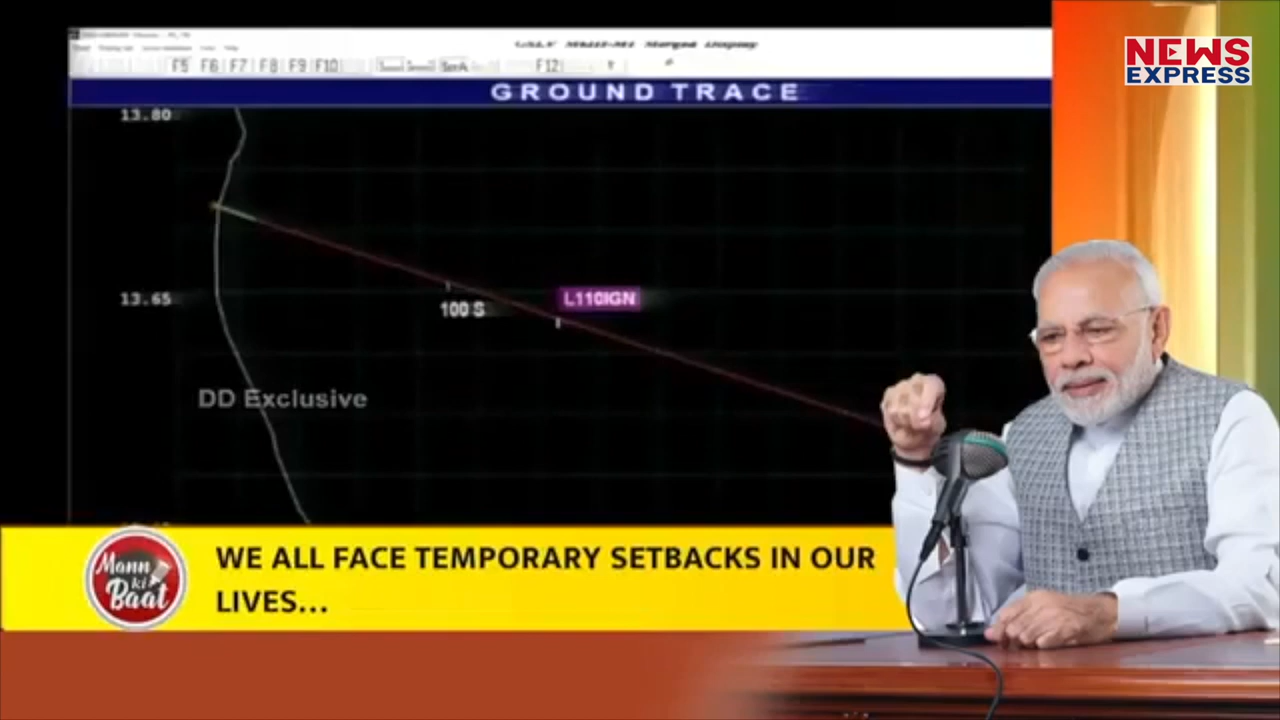 F5 F6 F7 F8 F9 F10
F12
GROUND TRACE
NEWS
EXPRESS
13.80
13.65
100 S
L110IGN
DD Exclusive
Mann
ki
Baat
WE ALL FACE TEMPORARY SETBACKS IN OUR
LIVES...